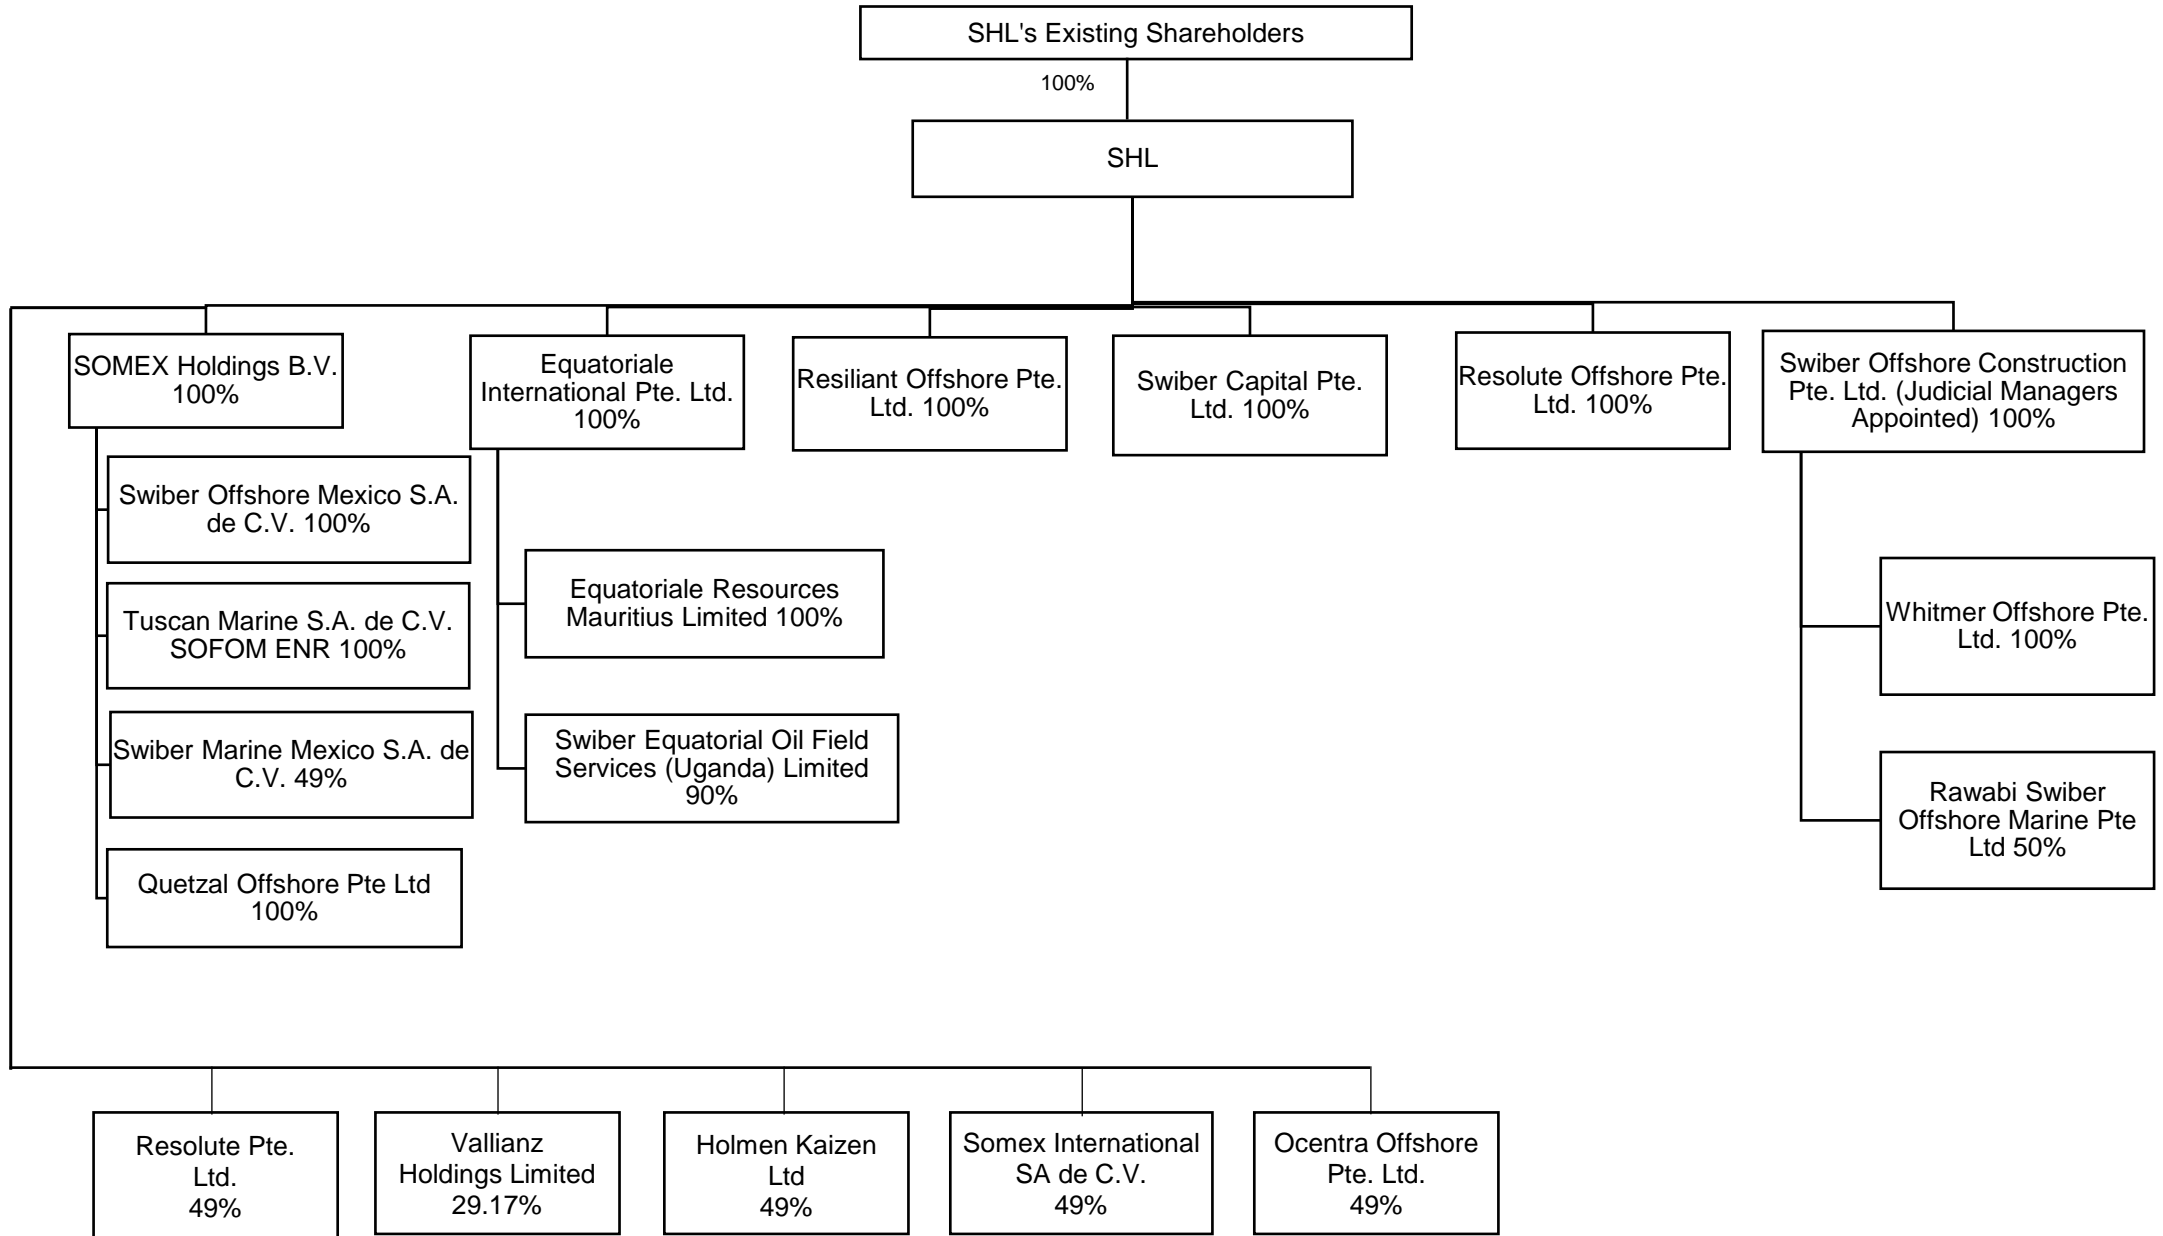 SHL's Existing Shareholders
100%
SHL
SOMEX Holdings B.V.
100%
Equatoriale
International Pte. Ltd.
100%
Resiliant Offshore Pte.
Ltd. 100%
Swiber Capital Pte.
Ltd. 100%
Resolute Offshore Pte.
Ltd. 100%
Swiber Offshore Construction
Pte. Ltd. (Judicial Managers
Appointed) 100%
Swiber Offshore Mexico S.A.
de C.V. 100%
Tuscan Marine S.A. de C.V.
SOFOM ENR 100%
Swiber Marine Mexico S.A. de
C.V. 49%
Quetzal Offshore Pte Ltd
100%
Equatoriale Resources
Mauritius Limited 100%
Swiber Equatorial Oil Field
Services (Uganda) Limited
90%
Whitmer Offshore Pte.
Ltd. 100%
Rawabi Swiber
Offshore Marine Pte
Ltd 50%
Resolute Pte.
Ltd.
49%
Vallianz
Holdings Limited
29.17%
Holmen Kaizen
Ltd
49%
Somex International
SA de C.V.
49%
Ocentra Offshore
Pte. Ltd.
49%